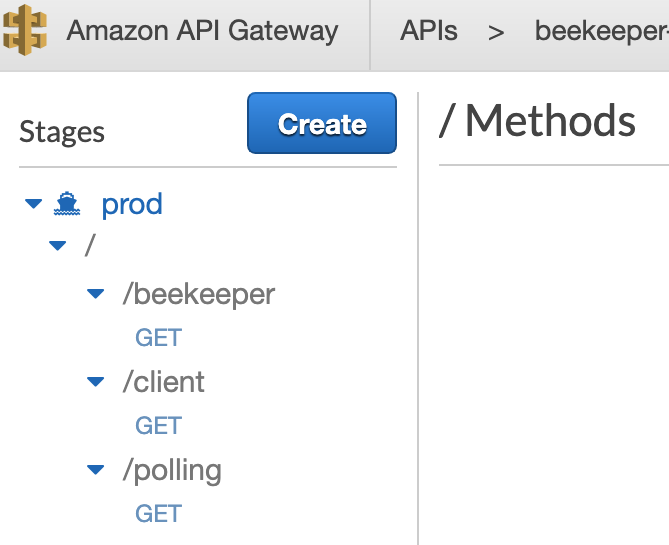 Amazon API Gateway APIs > beekeeper-
Stages Create
/ Methods
prod
/
/beekeeper
GET
/client
GET
/polling
GET